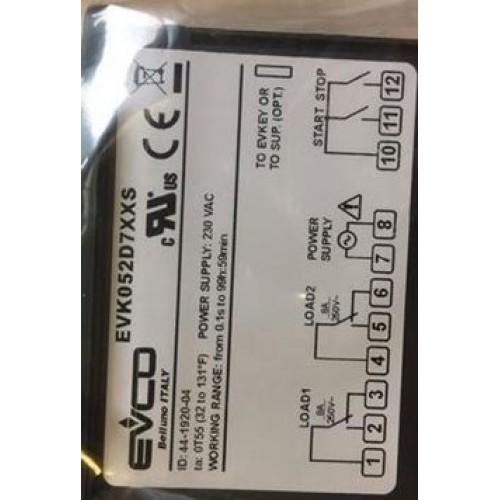 EVCO
EVK052D7XXS
Belluno ITALY
c UR US CE
ID: 44-1920-04
ta: 0T55 (32 to 131°F) POWER SUPPLY: 230 VAC
WORKING RANGE: from 0.1s to 99h:59min
TO EVKEY OR
TO SUP. (OPT.)
START STOP
LOAD1
8A
250V~
LOAD2
8A
250V~
POWER
SUPPLY
1 2 3 4 5 6 7 8 10 11 12